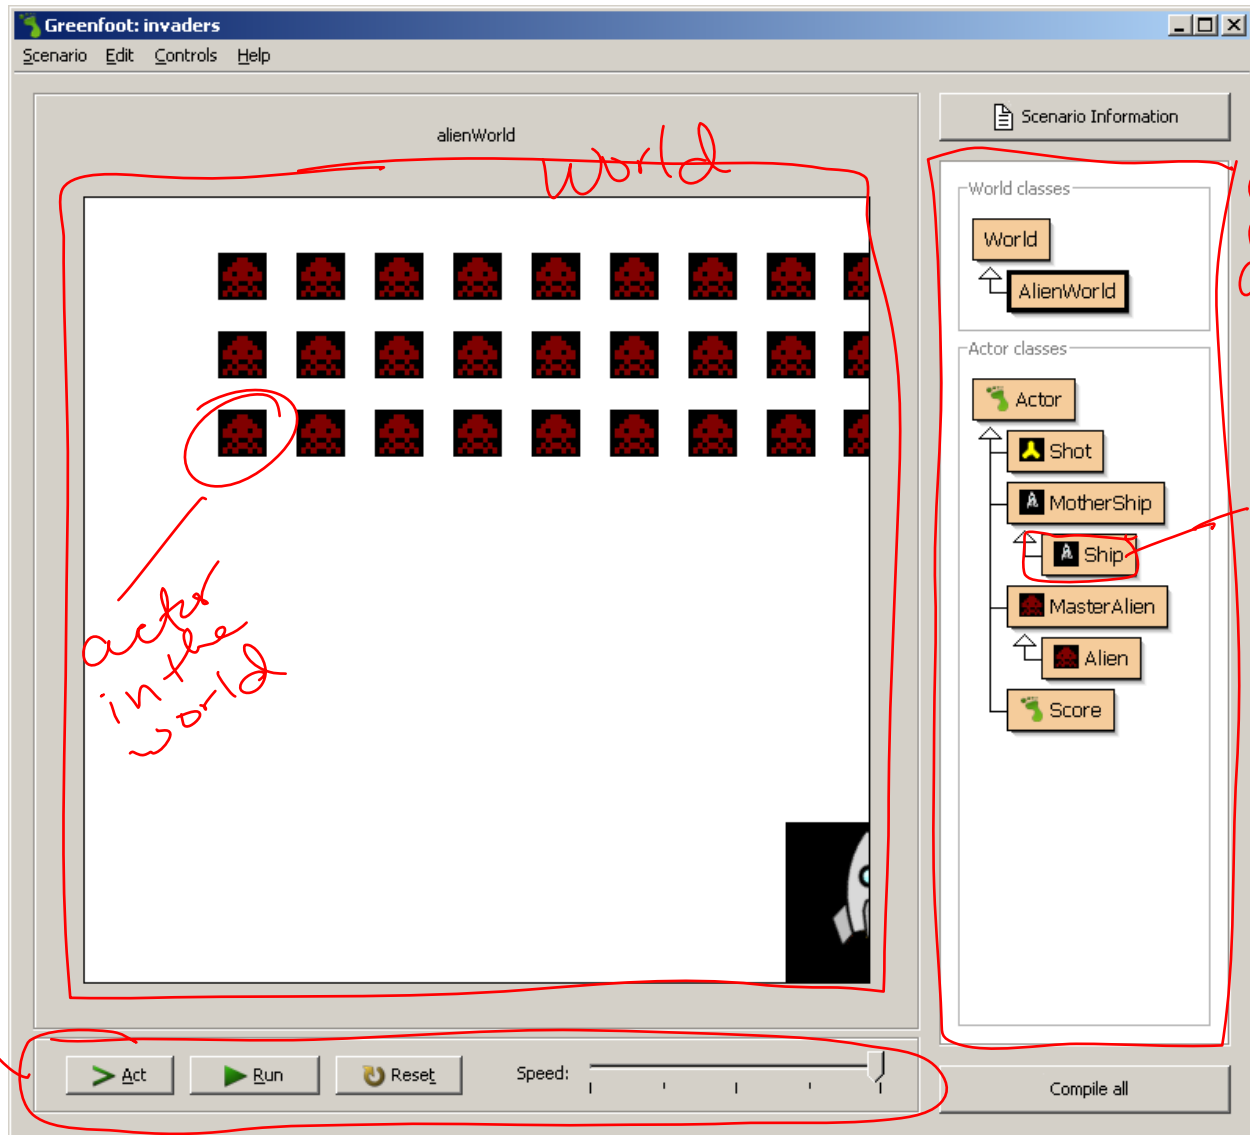 Greenfoot: invaders
Scenario Edit Controls Help
alienWorld
World
Scenario Information
World classes
World
AlienWorld
Actor classes
Actor
Shot
MotherShip
Ship
MasterAlien
Alien
Score
actor
in the
world
Act Run Reset Speed:
Compile all